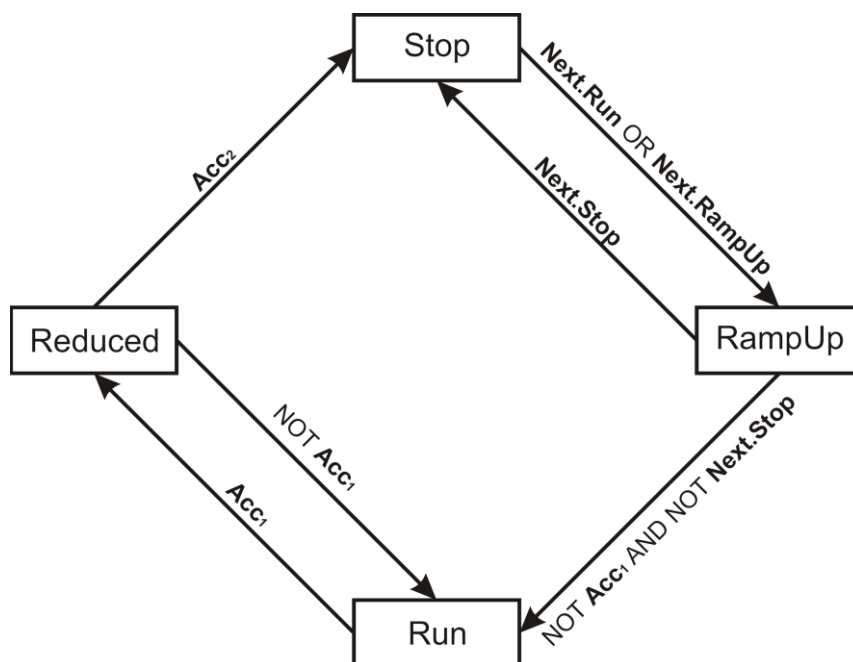 Stop
Next.Run OR Next.RampUp
Acc₂
Next.Stop
Reduced
RampUp
NOT Acc₁
Acc₁
NOT Acc₁ AND NOT Next.Stop
Run